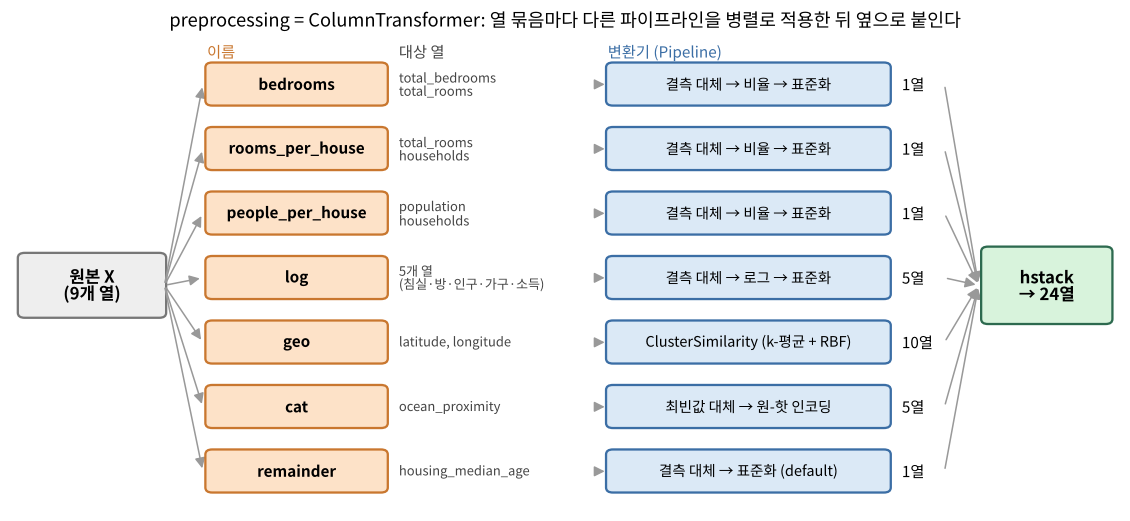 preprocessing = ColumnTransformer: 열 묶음마다 다른 파이프라인을 병렬로 적용한 뒤 옆으로 붙인다
이름
대상 열
변환기 (Pipeline)
bedrooms
total_bedrooms
total_rooms
결측 대체 → 비율 → 표준화
1열
rooms_per_house
total_rooms
households
결측 대체 → 비율 → 표준화
1열
people_per_house
population
households
결측 대체 → 비율 → 표준화
1열
원본 X
(9개 열)
log
5개 열
(침실·방·인구·가구·소득)
결측 대체 → 로그 → 표준화
5열
hstack
→ 24열
geo
latitude, longitude
ClusterSimilarity (k-평균 + RBF)
10열
cat
ocean_proximity
최빈값 대체 → 원-핫 인코딩
5열
remainder
housing_median_age
결측 대체 → 표준화 (default)
1열